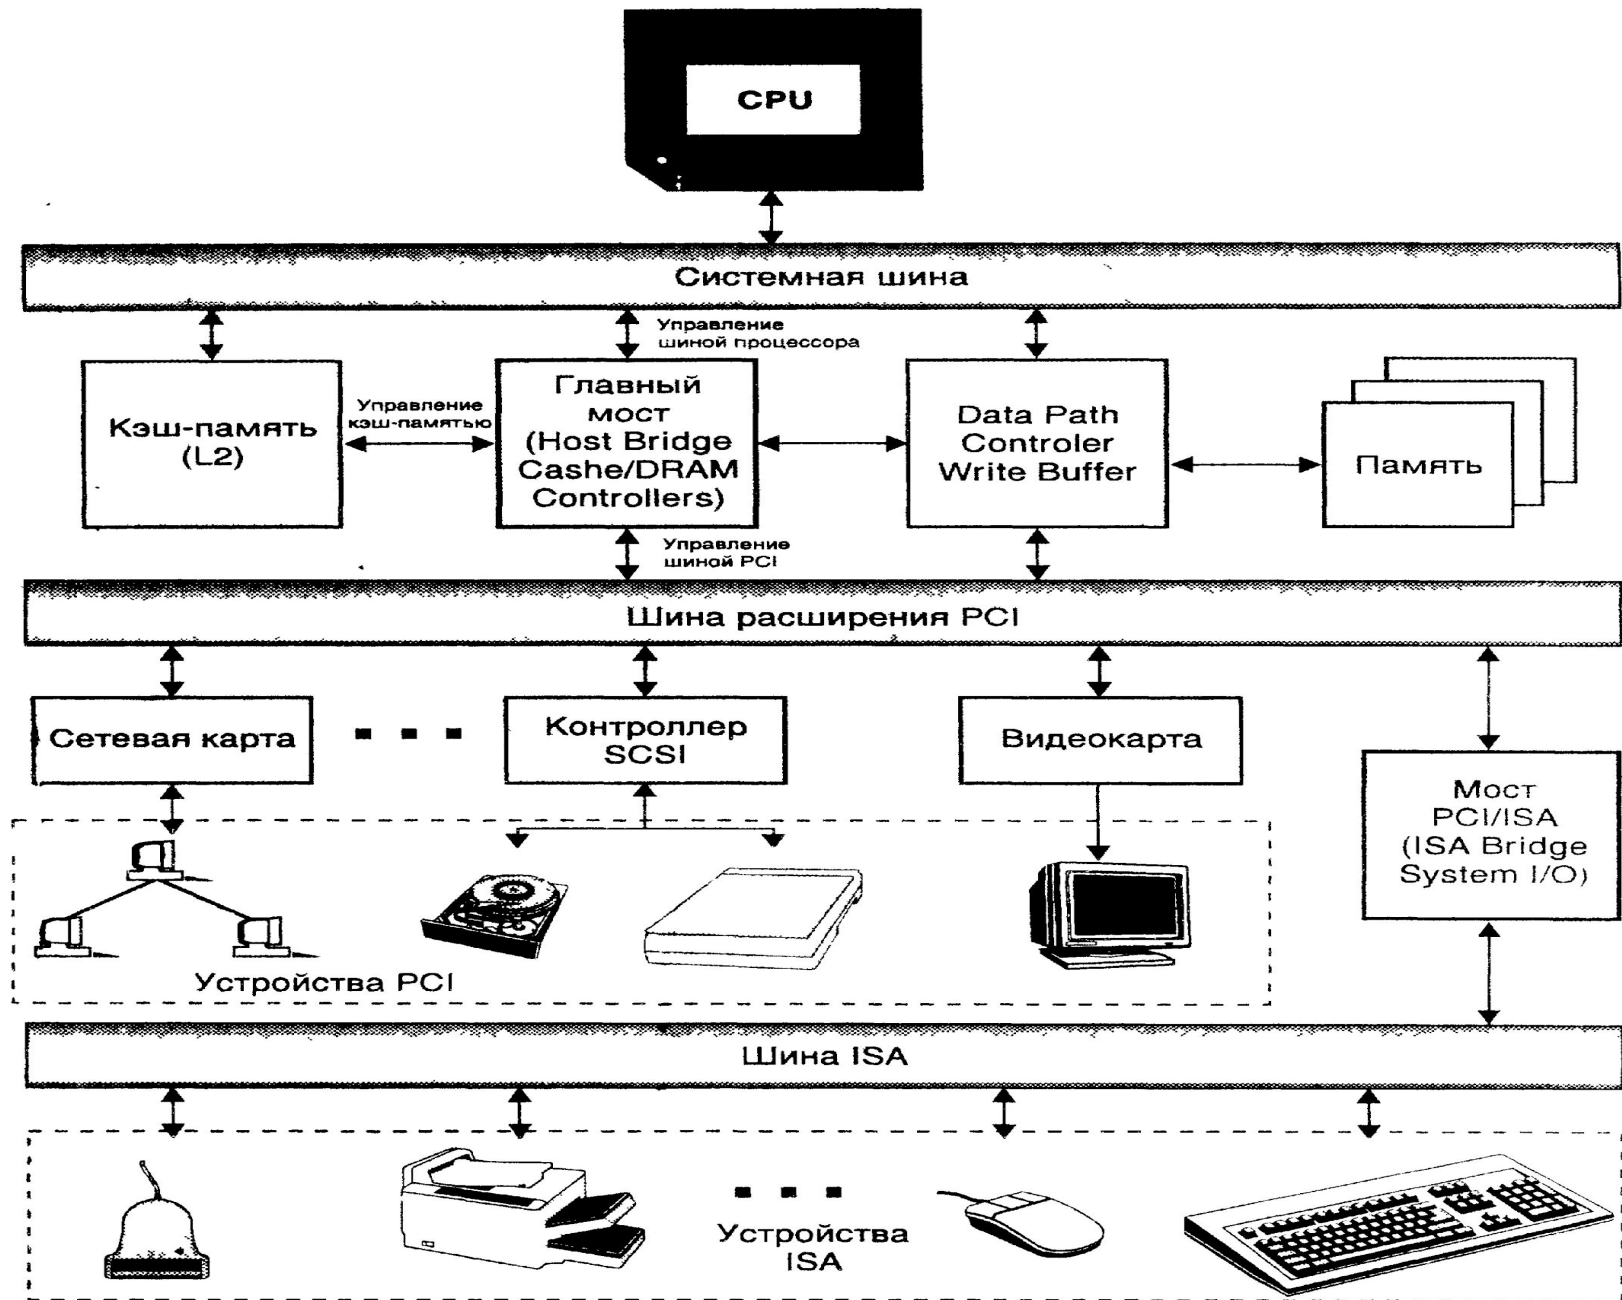 CPU
Системная шина
Управление
шиной процессора
Кэш-память
(L2)
Управление
кэш-памятью
Главный
мост
(Host Bridge
Cashe/DRAM
Controllers)
Data Path
Controler
Write Buffer
Память
Управление
шиной PCI
Шина расширения PCI
Сетевая карта
Контроллер
SCSI
Видеокарта
Мост
PCI/ISA
(ISA Bridge
System I/O)
Устройства PCI
Шина ISA
Устройства
ISA